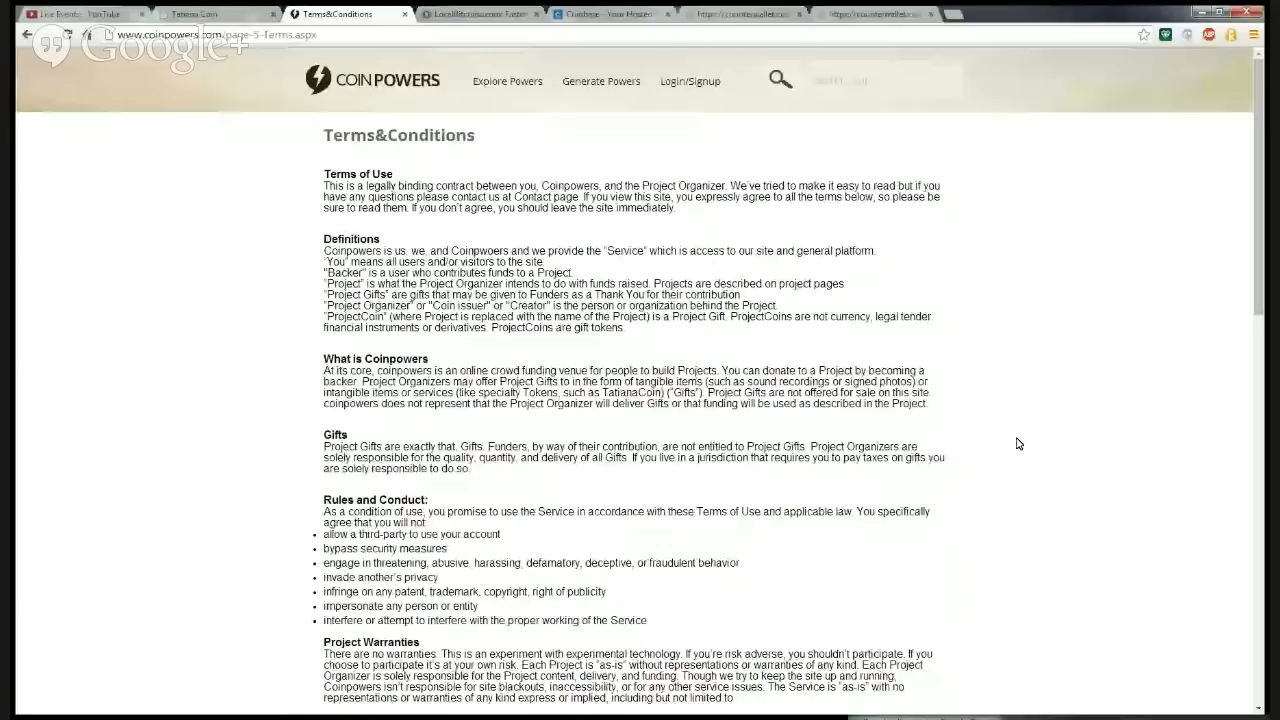 Live Events - YouTube
Tatiana Coin
Terms&Conditions
LocalBitcoins.com: Fastes
Coinbase - Your Hosted
https://counterwallet.co
https://counterwallet.co
www.coinpowers.com/page-5-Terms.aspx
Google+
COINPOWERS
Explore Powers
Generate Powers
Login/Signup
Terms&Conditions
Terms of Use
This is a legally binding contract between you, Coinpowers, and the Project Organizer. We've tried to make it easy to read but if you
have any questions please contact us at Contact page. If you view this site, you expressly agree to all the terms below, so please be
sure to read them. If you don't agree, you should leave the site immediately.
Definitions
Coinpowers is us, we, and Coinpwoers and we provide the "Service" which is access to our site and general platform.
"You" means all users and/or visitors to the site.
"Backer" is a user who contributes funds to a Project.
"Project" is what the Project Organizer intends to do with funds raised. Projects are described on project pages
"Project Gifts" are gifts that may be given to Funders as a Thank You for their contribution
"Project Organizer" or "Coin issuer" or "Creator" is the person or organization behind the Project.
"ProjectCoin" (where Project is replaced with the name of the Project) is a Project Gift. ProjectCoins are not currency, legal tender,
financial instruments or derivatives. ProjectCoins are gift tokens.
What is Coinpowers
At its core, coinpowers is an online crowd funding venue for people to build Projects. You can donate to a Project by becoming a
backer. Project Organizers may offer Project Gifts to in the form of tangible items (such as sound recordings or signed photos) or
intangible items or services (like specialty Tokens, such as TatianaCoin) ("Gifts"). Project Gifts are not offered for sale on this site.
coinpowers does not represent that the Project Organizer will deliver Gifts or that funding will be used as described in the Project.
Gifts
Project Gifts are exactly that, Gifts. Funders, by way of their contribution, are not entitled to Project Gifts. Project Organizers are
solely responsible for the quality, quantity, and delivery of all Gifts. If you live in a jurisdiction that requires you to pay taxes on gifts you
are solely responsible to do so.
Rules and Conduct:
As a condition of use, you promise to use the Service in accordance with these Terms of Use and applicable law. You specifically
agree that you will not:
• allow a third-party to use your account
• bypass security measures
• engage in threatening, abusive, harassing, defamatory, deceptive, or fraudulent behavior
• invade another's privacy
• infringe on any patent, trademark, copyright, right of publicity
• impersonate any person or entity
• interfere or attempt to interfere with the proper working of the Service
Project Warranties
There are no warranties. This is an experiment with experimental technology. If you're risk adverse, you shouldn't participate. If you
choose to participate it's at your own risk. Each Project is "as-is" without representations or warranties of any kind. Each Project
Organizer is solely responsible for the Project content, delivery, and funding. Though we try to keep the site up and running,
Coinpowers isn't responsible for site blackouts, inaccessibility, or for any other service issues. The Service is "as-is" with no
representations or warranties of any kind express or implied, including but not limited to